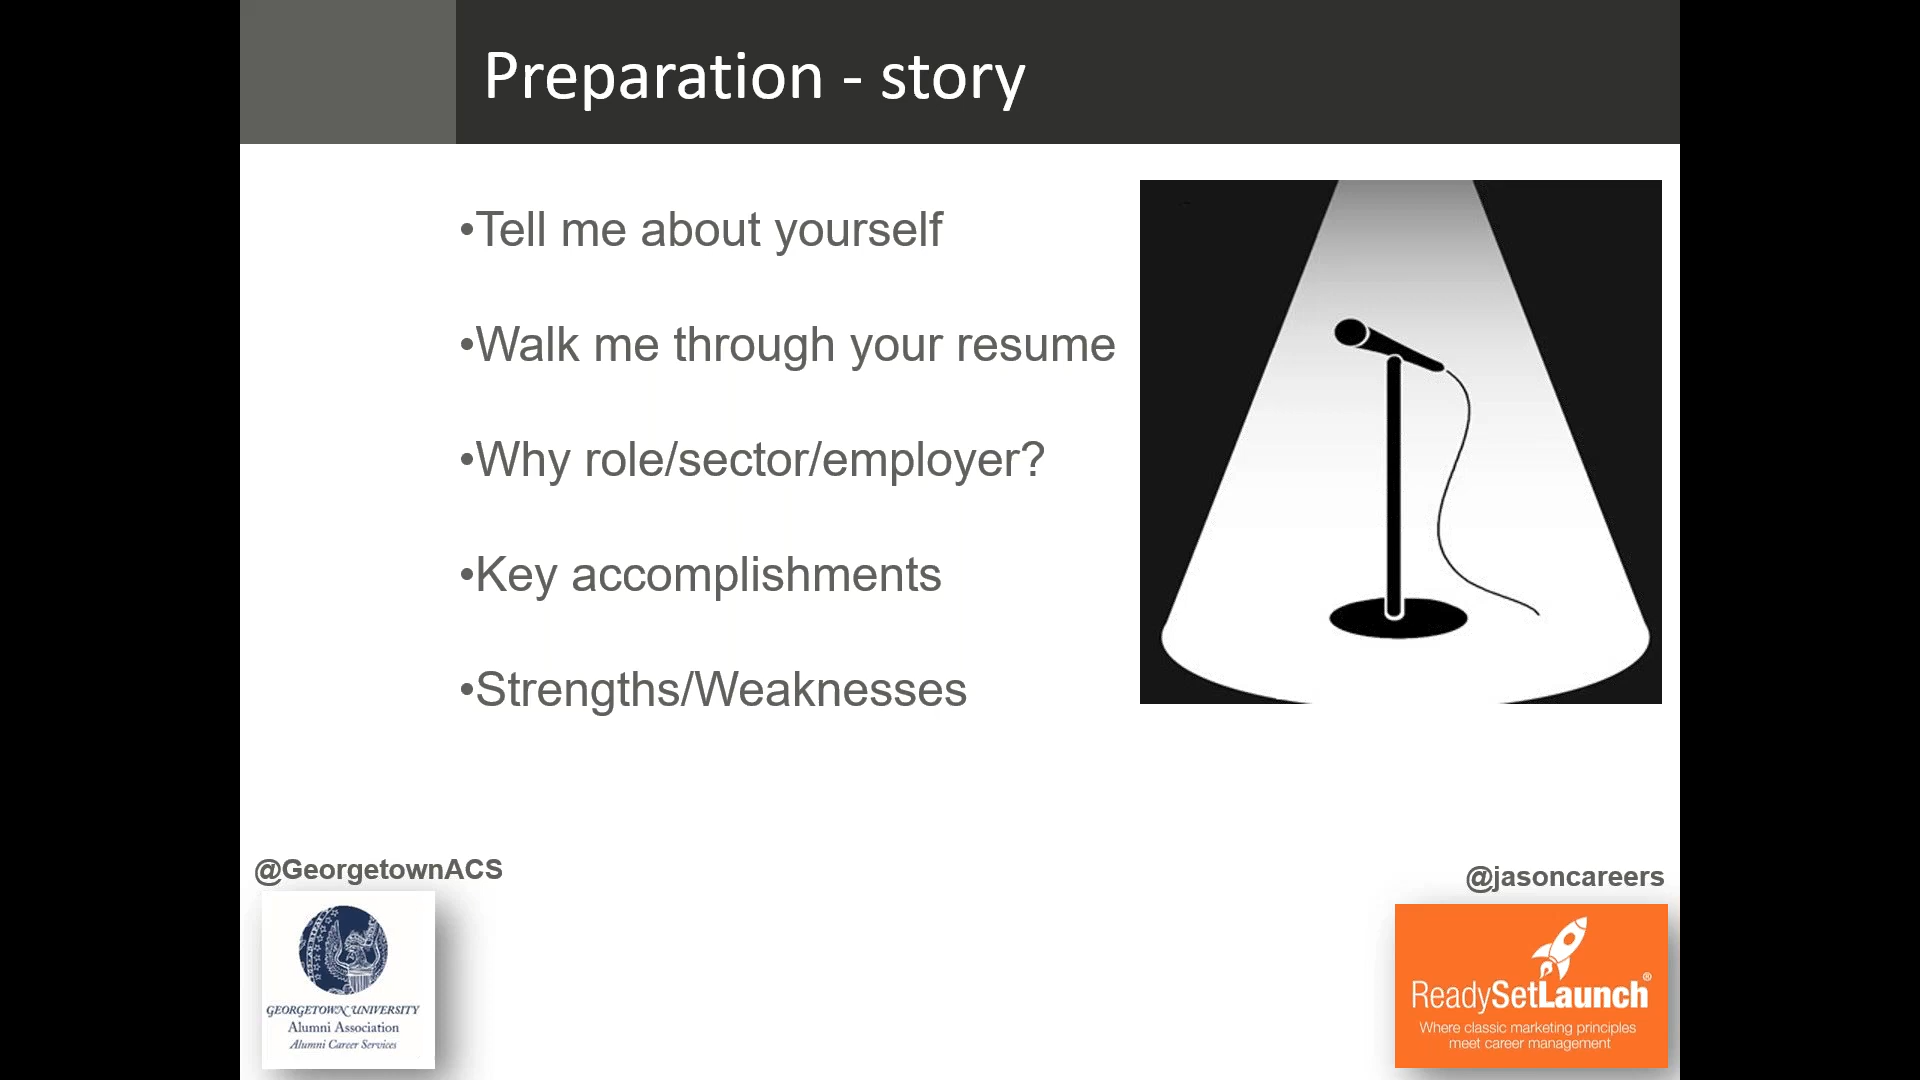 Preparation - story
•Tell me about yourself
•Walk me through your resume
•Why role/sector/employer?
•Key accomplishments
•Strengths/Weaknesses
@GeorgetownACS
GEORGETOWN UNIVERSITY
Alumni Association
Alumni Career Services
@jasoncareers
ReadySetLaunch®
Where classic marketing principles
meet career management